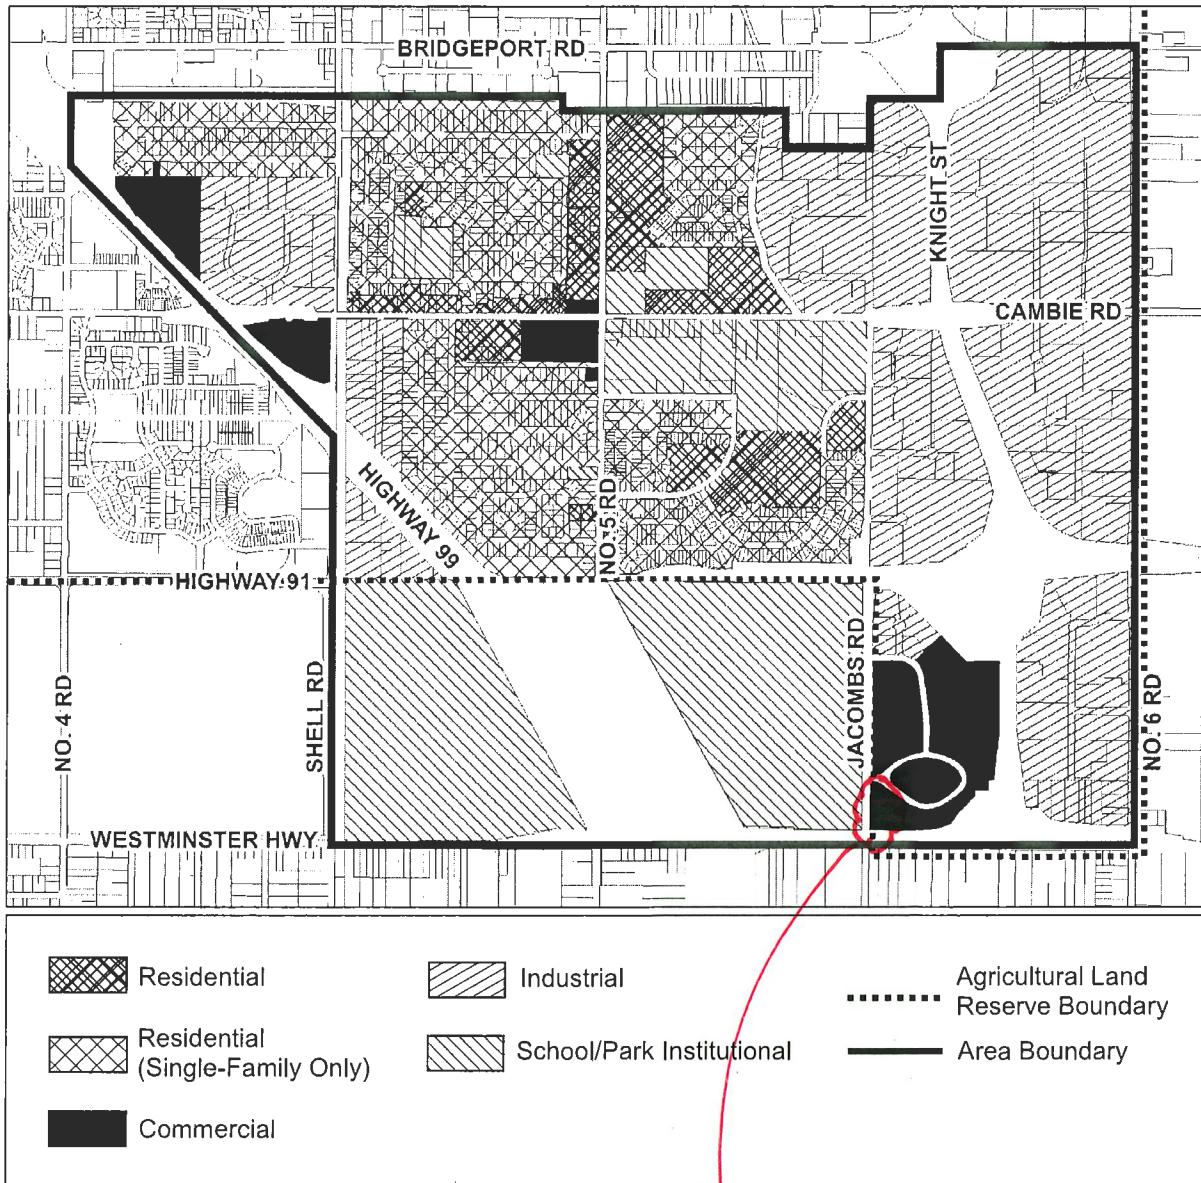 BRIDGEPORT RD
KNIGHT ST
CAMBIE RD
HIGHWAY 99
NO. 5 RD
HIGHWAY 91
NO. 4 RD
SHELL RD
JACOMBS RD
NO. 6 RD
WESTMINSTER HWY
Residential
Industrial
Agricultural Land
Reserve Boundary
Residential
(Single-Family Only)
School/Park Institutional
Area Boundary
Commercial